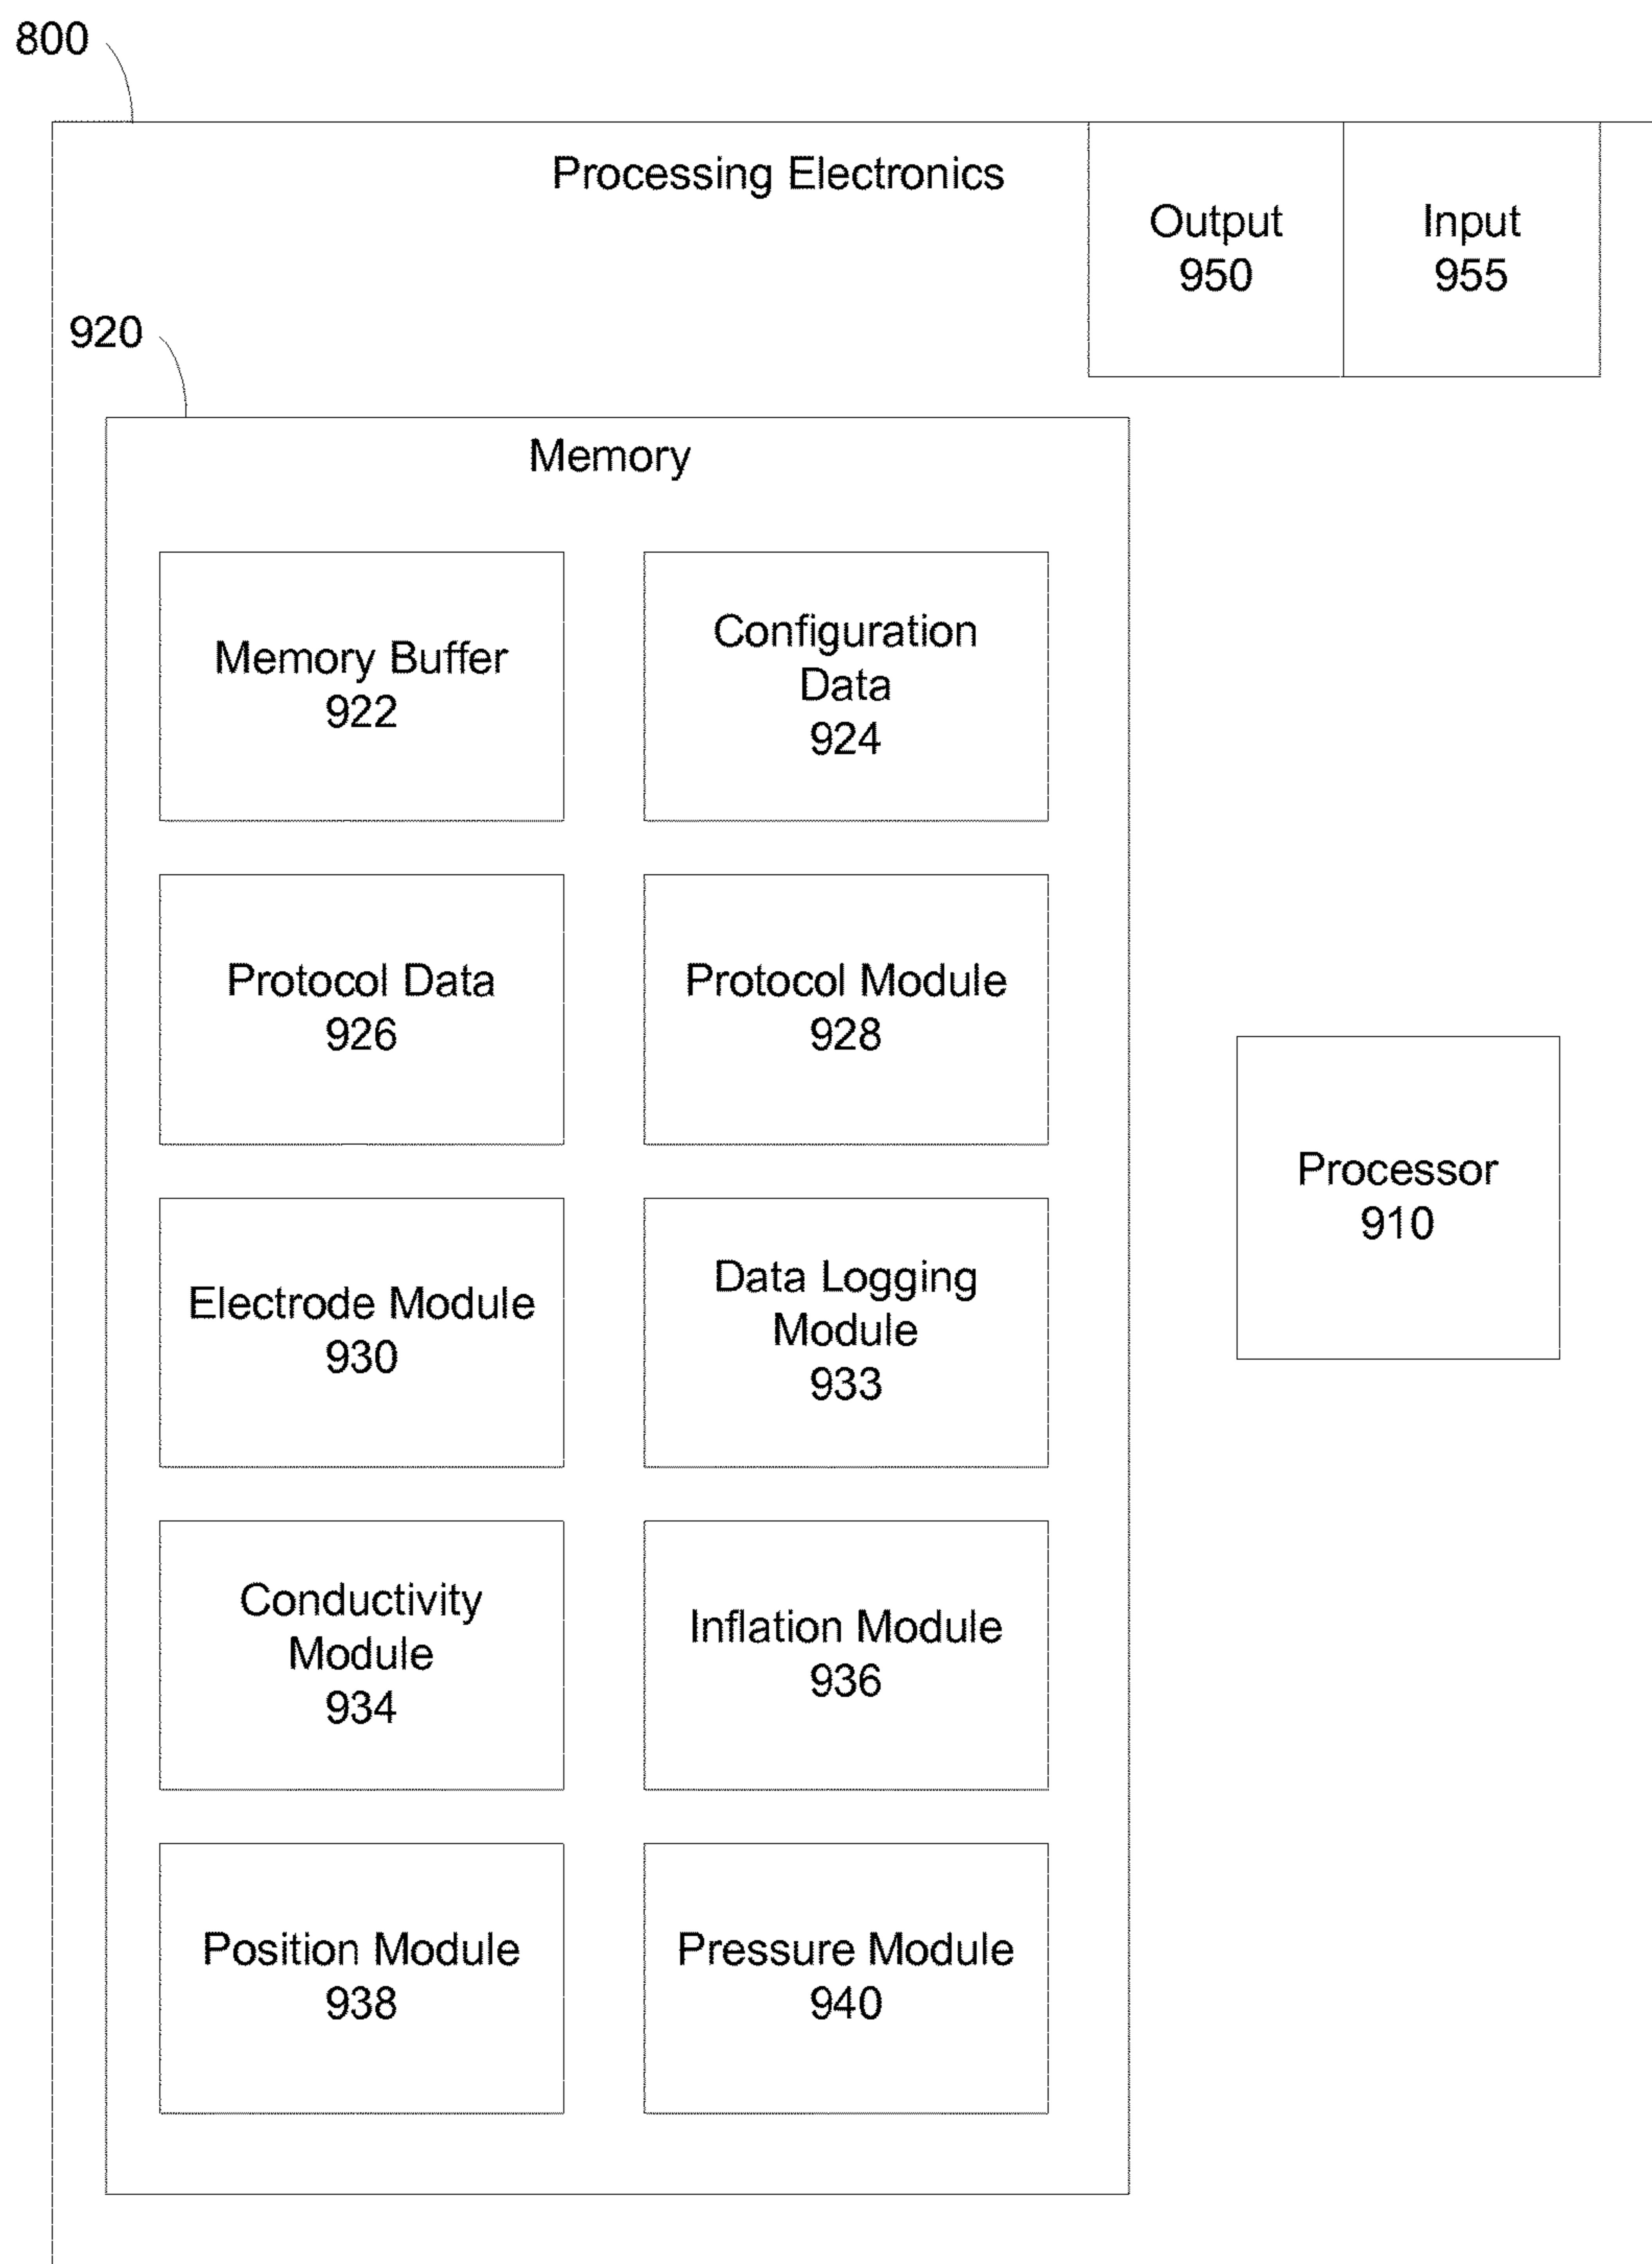 800
Processing Electronics
Output
950
Input
955
920
Memory
Memory Buffer
922
Configuration
Data
924
Protocol Data
926
Protocol Module
928
Electrode Module
930
Data Logging
Module
933
Processor
910
Conductivity
Module
934
Inflation Module
936
Position Module
938
Pressure Module
940